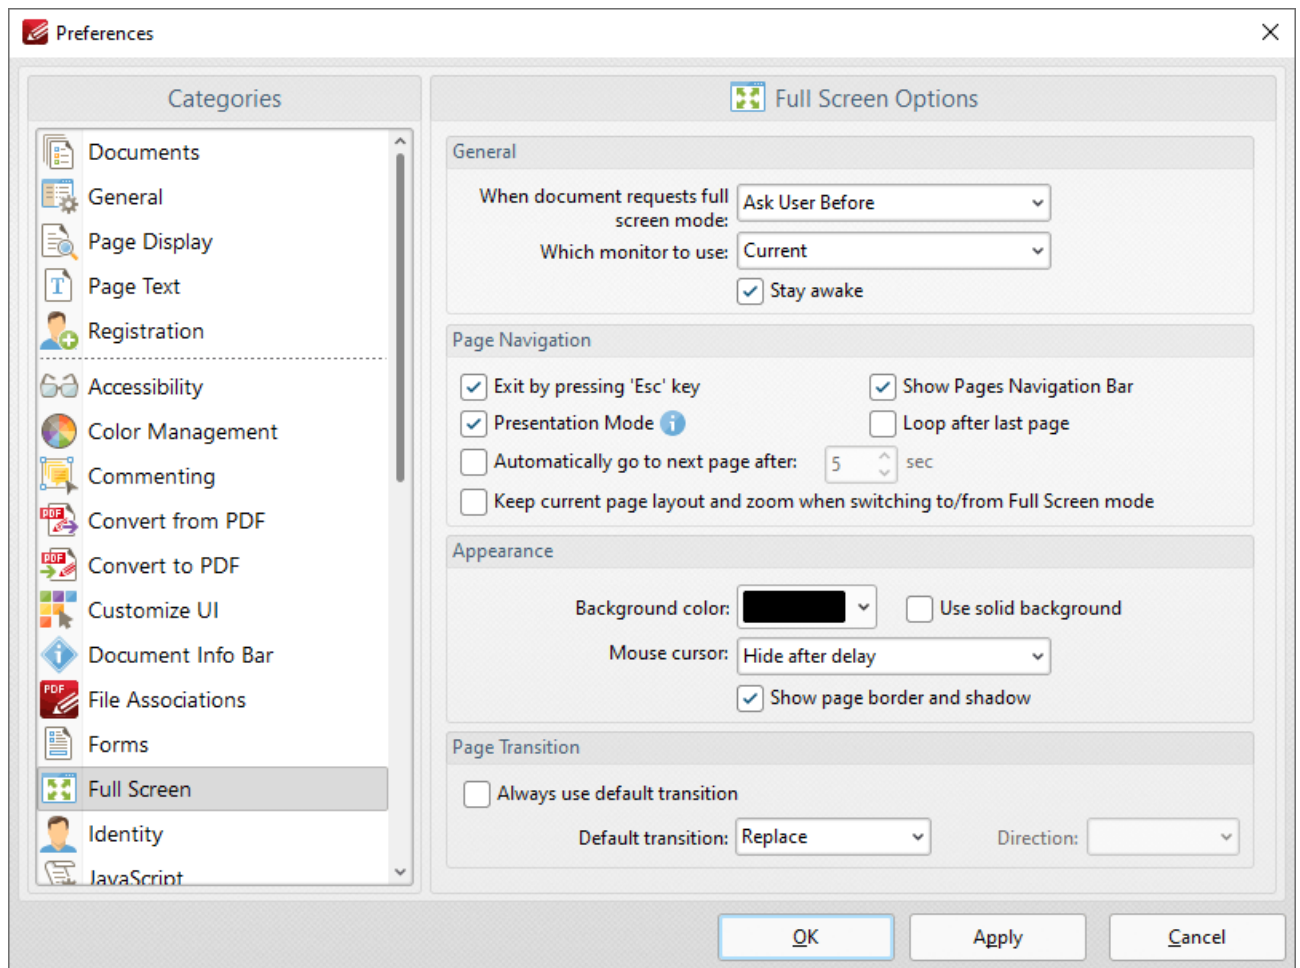 Preferences
Categories
Documents
General
Page Display
Page Text
Registration
Accessibility
Color Management
Commenting
PDF
Convert from PDF
PDF
Convert to PDF
Customize UI
Document Info Bar
PDF
File Associations
Forms
Full Screen
Identity
JavaScript
Full Screen Options
General
When document requests full
screen mode:
Ask User Before
Which monitor to use:
Current
Stay awake
Page Navigation
Exit by pressing 'Esc' key
Show Pages Navigation Bar
Presentation Mode
Loop after last page
Automatically go to next page after:
5
sec
Keep current page layout and zoom when switching to/from Full Screen mode
Appearance
Background color:
Use solid background
Mouse cursor:
Hide after delay
Show page border and shadow
Page Transition
Always use default transition
Default transition:
Replace
Direction:
OK
Apply
Cancel